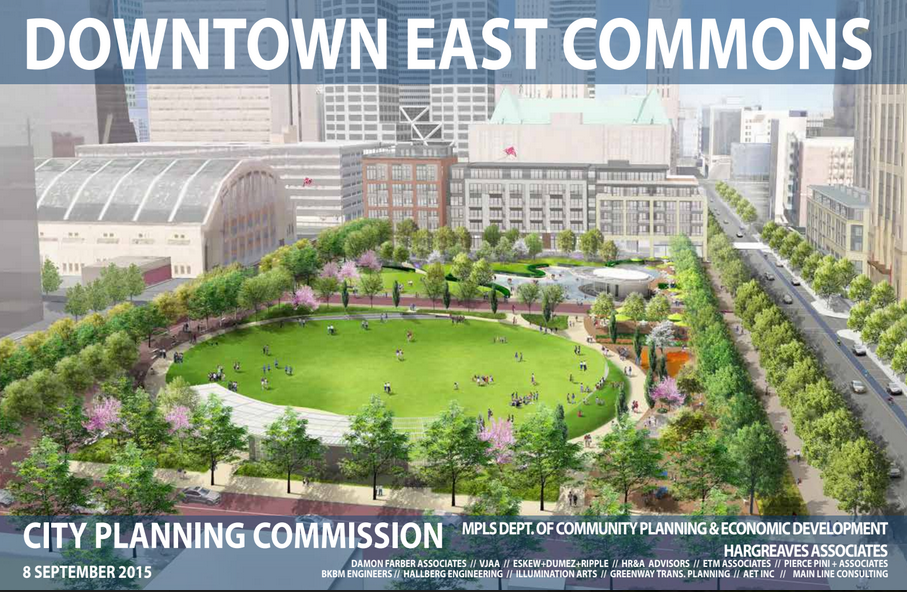 DOWNTOWN EAST COMMONS
CITY PLANNING COMMISSION
8 SEPTEMBER 2015
MPLS DEPT. OF COMMUNITY PLANNING & ECONOMIC DEVELOPMENT
HARGREAVES ASSOCIATES
DAMON FARBER ASSOCIATES // VJAA // ESKEW+DUMEZ+RIPPLE // HR&A ADVISORS // ETM ASSOCIATES // PIERCE PINI + ASSOCIATES
BKBM ENGINEERS // HALLBERG ENGINEERING // ILLUMINATION ARTS // GREENWAY TRANS. PLANNING // AET INC // MAIN LINE CONSULTING